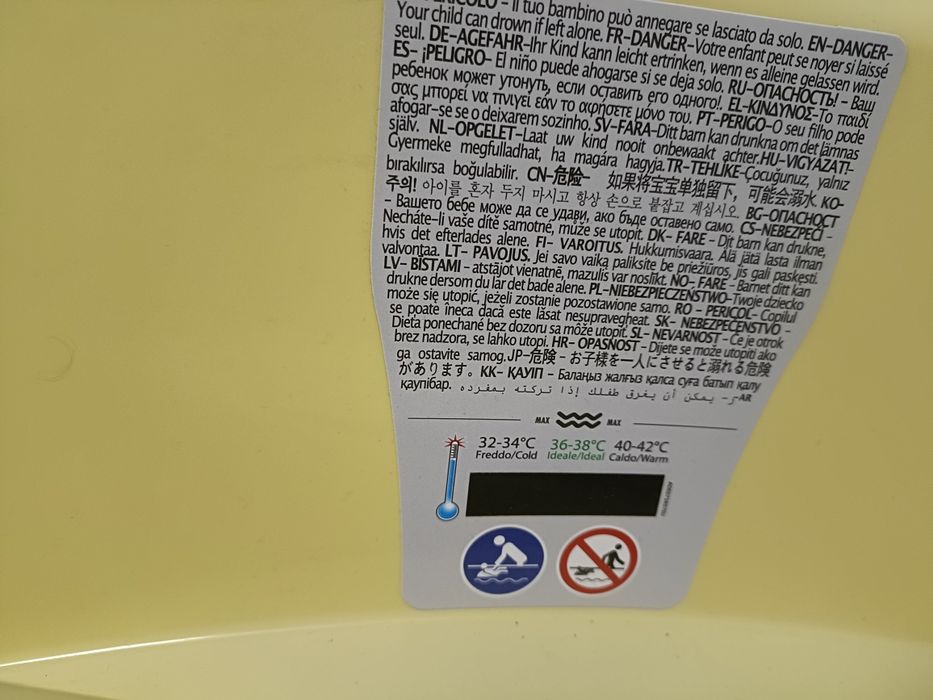 PERICOLO - Il tuo bambino può annegare se lasciato da solo. EN-DANGER-
Your child can drown if left alone. FR-DANGER-Votre enfant peut se noyer si laissé
seul. DE-AGEFAHR-Ihr Kind kann leicht ertrinken, wenn es alleine gelassen wird.
ES- ¡PELIGRO- El niño puede ahogarse si se deja solo. RU-ОПАСНОСТЬ! - Ваш
ребенок может утонуть, если оставить его одного!. EL-ΚΙΝΔΥΝΟΣ-Το παιδί
σας μπορεί να πνιγεί εάν το αφήσετε μόνο του. PT-PERIGO-O seu filho pode
afogar-se se o deixarem sozinho. SV-FARA-Ditt barn kan drunkna om det lämnas
själv. NL-OPGELET-Laat uw kind nooit onbewaakt achter.HU-VIGYÁZAT!-
Gyermeke megfulladhat, ha magára hagyja.TR-TEHLİKE-Çocuğunuz, yalnız
bırakılırsa boğulabilir. CN-危险- 如果将宝宝单独留下，可能会溺水. KO-
주의! 아이를 혼자 두지 마시고 항상 손으로 붙잡고 계십시오. BG-ОПАСНОСТ
- Вашето бебе може да се удави, ако бъде оставено само. CS-NEBEZPEČÍ -
Necháte-li vaše dítě samotné, může se utopit. DK- FARE - Dit barn kan drukne,
hvis det efterlades alene. FI- VAROITUS. Hukkumisvaara. Älä jätä lasta ilman
valvontaa. LT- PAVOJUS. Jei savo vaiką paliksite be priežiūros, jis gali paskęsti.
LV- BĪSTAMI - atstājot vienatnē, mazulis var noslīkt. NO- FARE - Barnet ditt kan
drukne dersom du lar det bade alene. PL-NIEBEZPIECZEŃSTWO-Twoje dziecko
może się utopić, jeżeli zostanie pozostawione samo. RO - PERICOL- Copilul
se poate îneca dacă este lăsat nesupravegheat. SK- NEBEZPEČENSTVO -
Dieťa ponechané bez dozoru sa môže utopiť. SL- NEVARNOST - Če je otrok
brez nadzora, se lahko utopi. HR- OPASNOST - Dijete se može utopiti ako
ga ostavite samog.JP-危険 - お子様を一人にさせると溺れる危険
があります。KK- ҚАУІП - Балаңыз жалғыз қалса суға батып қалу
қаупібар. AR-ر- يمكن أن يغرق طفلك إذا تركته بمفرده
MAX MAX
32-34°C 36-38°C 40-42°C
Freddo/Cold Ideale/Ideal Caldo/Warm